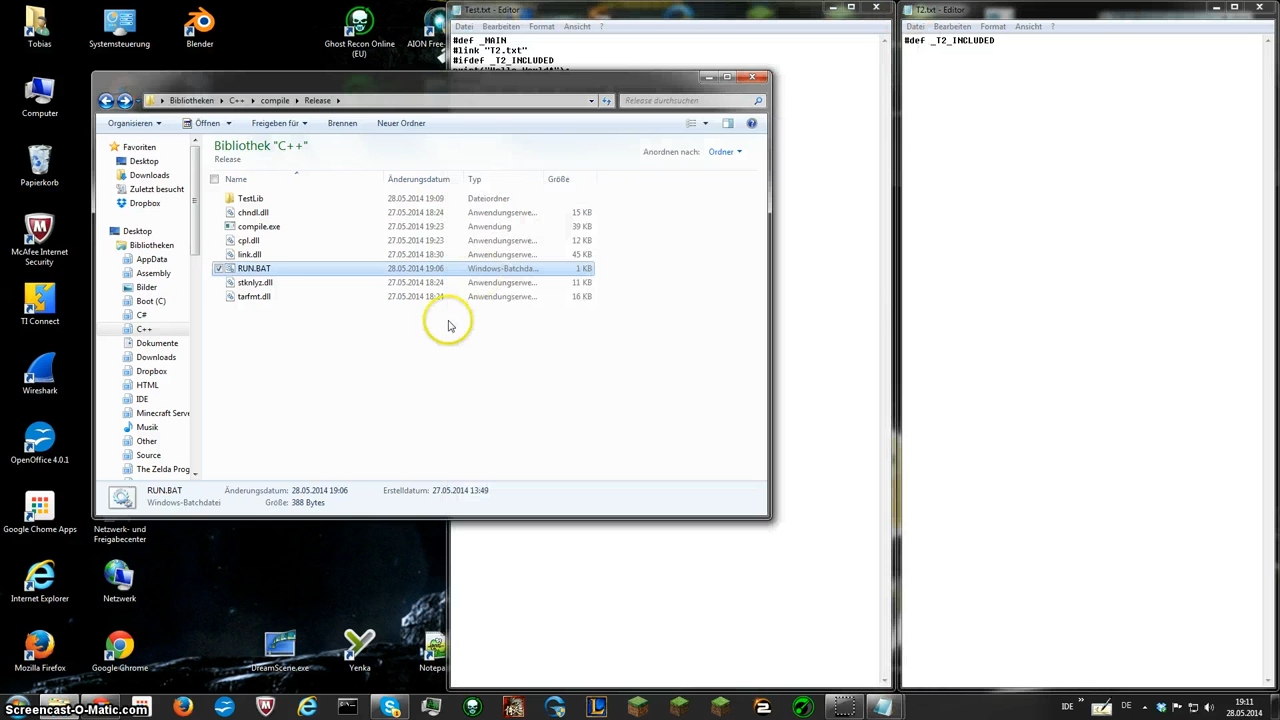 Test.txt - Editor
T2.txt - Editor
Datei Bearbeiten Format Ansicht ?
Datei Bearbeiten Format Ansicht ?
#def _MAIN
#link "T2.txt"
#ifdef _T2_INCLUDED
#def _T2_INCLUDED
Tobias
Systemsteuerung
Blender
Ghost Recon Online (EU)
AION Free-
Computer
Papierkorb
McAfee Internet Security
TI Connect
Wireshark
OpenOffice 4.0.1
Google Chome Apps
Netzwerk- und Freigabecenter
Internet Explorer
Netzwerk
Mozilla Firefox
Google Chrome
DreamScene.exe
Yenka
Notepa
Bibliotheken C++ compile Release
Release durchsuchen
Organisieren Öffnen Freigeben für Brennen Neuer Ordner
Bibliothek "C++"
Release
Anordnen nach: Ordner
Name Änderungsdatum Typ Größe
TestLib 28.05.2014 19:09 Dateiordner
chndl.dll 27.05.2014 18:24 Anwendungserwe... 15 KB
compile.exe 27.05.2014 19:23 Anwendung 39 KB
cpl.dll 27.05.2014 19:23 Anwendungserwe... 12 KB
link.dll 27.05.2014 18:30 Anwendungserwe... 45 KB
RUN.BAT 28.05.2014 19:06 Windows-Batchda... 1 KB
stknlyz.dll 27.05.2014 18:24 Anwendungserwe... 11 KB
tarfmt.dll 27.05.2014 18:24 Anwendungserwe... 16 KB
Favoriten
Desktop
Downloads
Zuletzt besucht
Dropbox
Desktop
Bibliotheken
AppData
Assembly
Bilder
Boot (C)
C#
C++
Dokumente
Downloads
Dropbox
HTML
IDE
Minecraft Serve
Musik
Other
Source
The Zelda Proj
RUN.BAT Änderungsdatum: 28.05.2014 19:06 Erstelldatum: 27.05.2014 13:49
Windows-Batchdatei Größe: 388 Bytes
Screencast-O-Matic.com
IDE
DE
19:11
28.05.2014